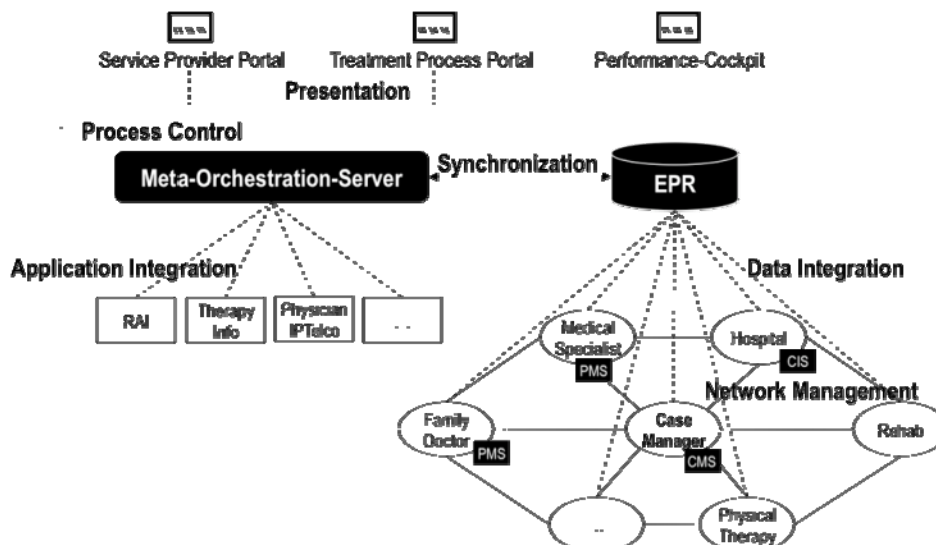 Service Provider Portal
Treatment Process Portal
Performance-Cockpit
Presentation
Process Control
Meta-Orchestration-Server
Synchronization
EPR
Application Integration
Data Integration
RAI
Therapy
Info
Physician
IPTelco
..
Medical
Specialist
PMS
Hospital
CIS
Network Management
Family
Doctor
PMS
Case
Manager
CMS
Rehab
..
Physical
Therapy